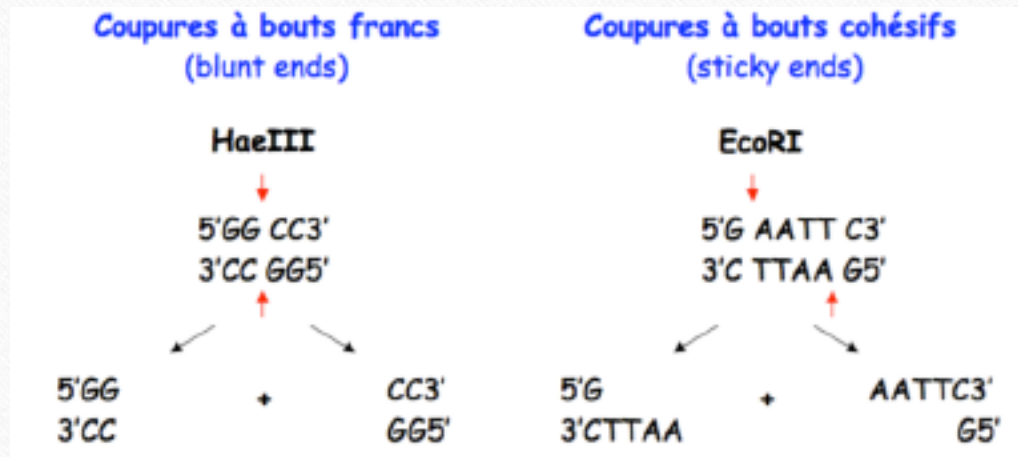 Coupures à bouts francs
(blunt ends)
HaeIII
5'GG CC3'
3'CC GG5'
5'GG + CC3'
3'CC GG5'
Coupures à bouts cohésifs
(sticky ends)
EcoRI
5'G AATT C3'
3'C TTAA G5'
5'G + AATTC3'
3'CTTAA G5'